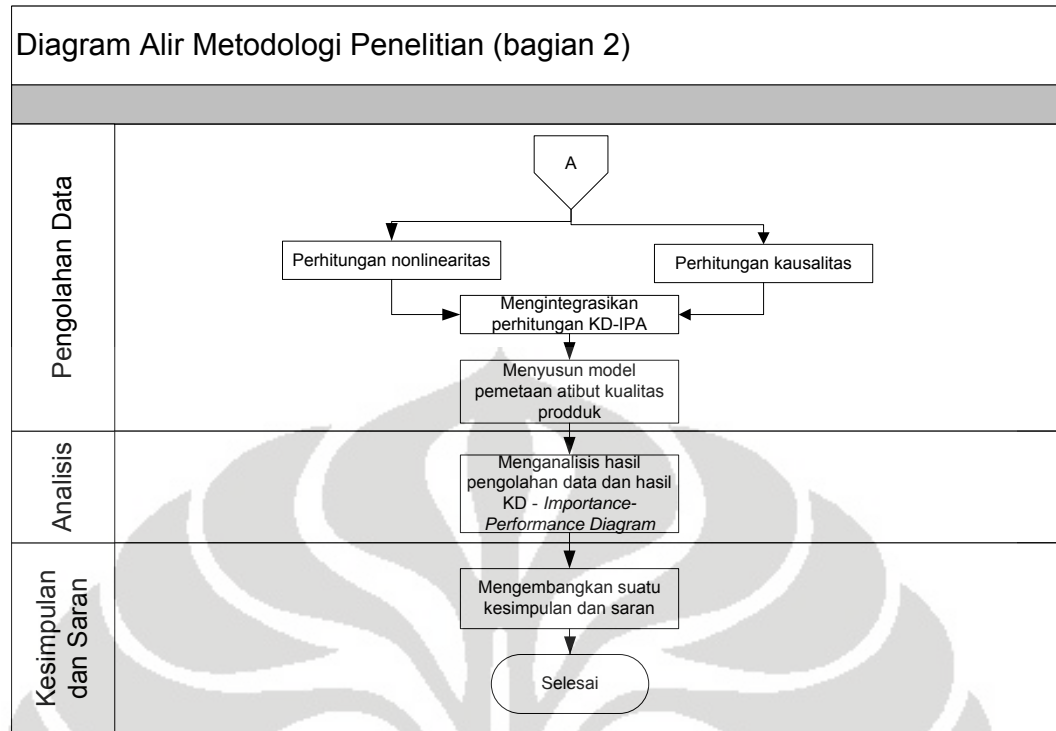 Diagram Alir Metodologi Penelitian (bagian 2)
Pengolahan Data
A
Perhitungan nonlinearitas
Perhitungan kausalitas
Mengintegrasikan
perhitungan KD-IPA
Menyusun model
pemetaan atibut kualitas
prodduk
Analisis
Menganalisis hasil
pengolahan data dan hasil
KD - Importance-
Performance Diagram
Kesimpulan
dan Saran
Mengembangkan suatu
kesimpulan dan saran
Selesai